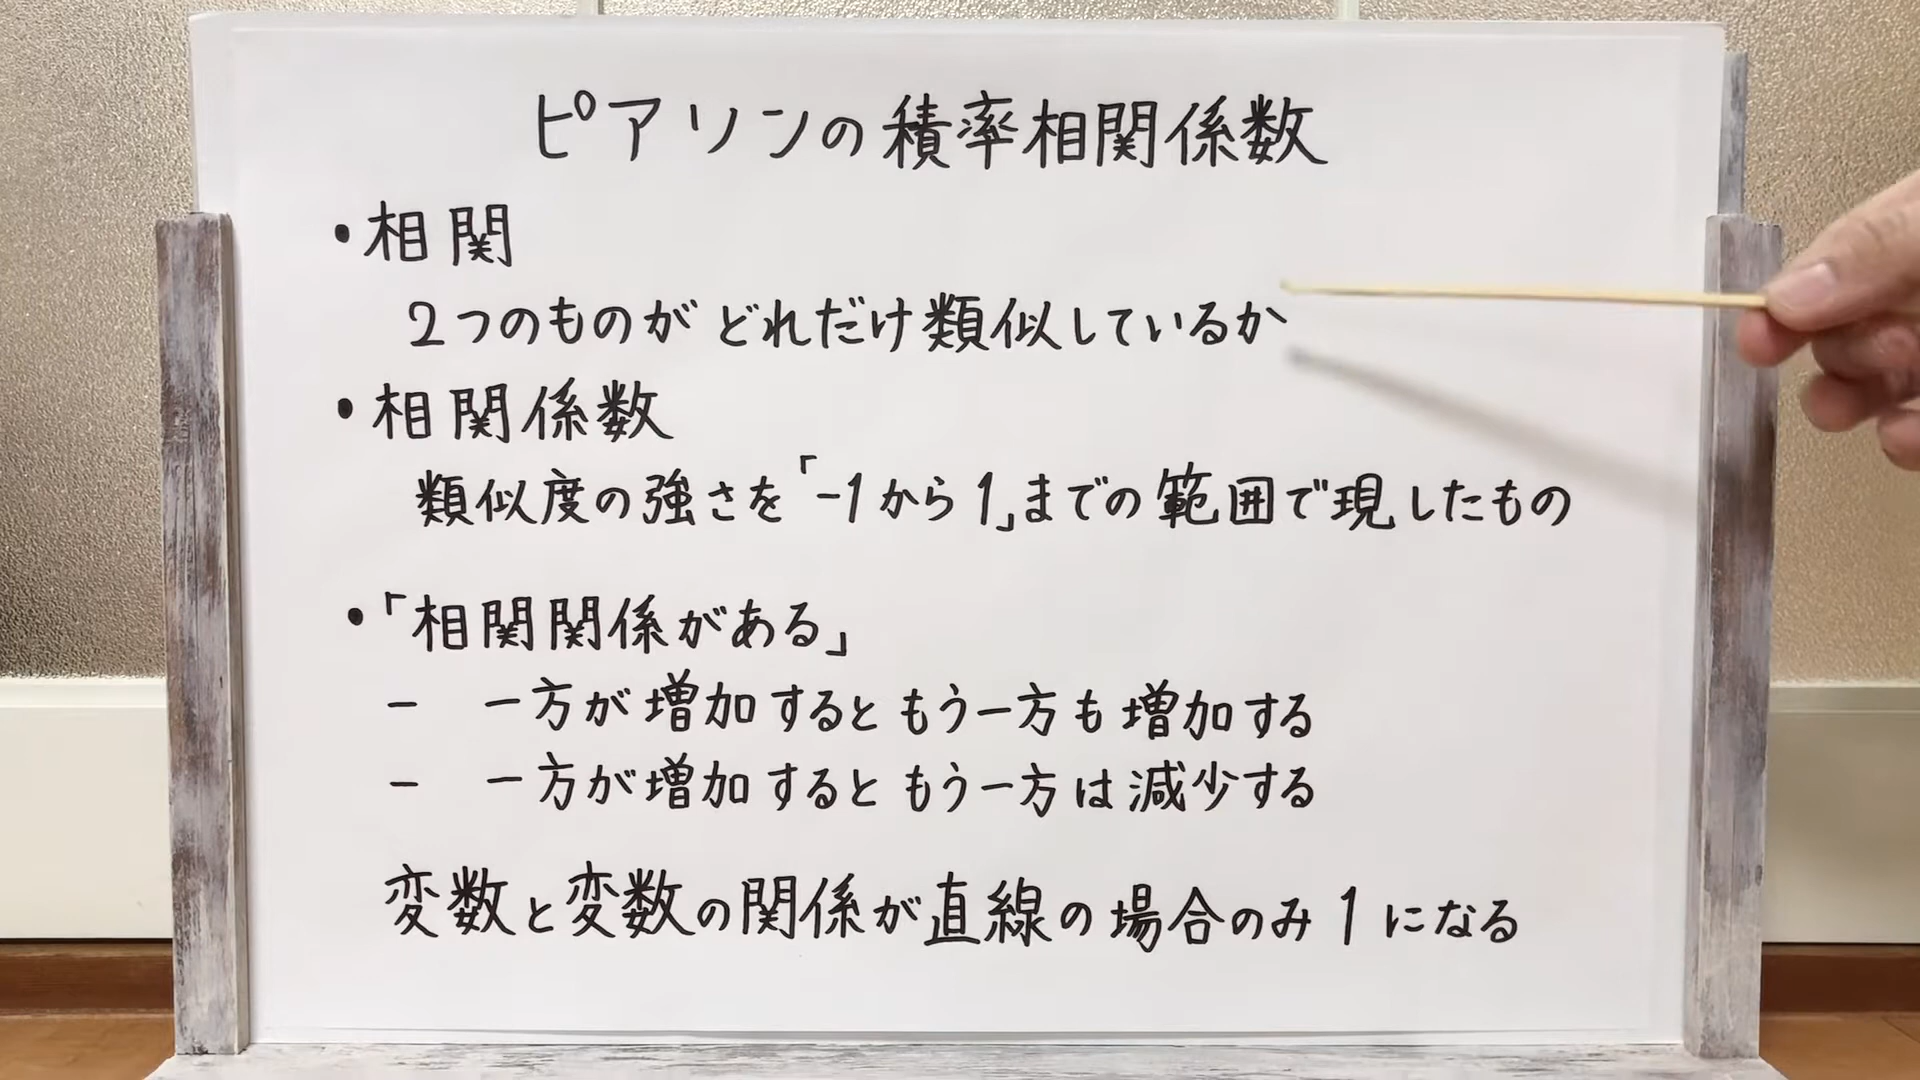 ピアソンの積率相関係数
・相関
2つのものがどれだけ類似しているか
・相関係数
類似度の強さを「-1から1」までの範囲で現したもの
・「相関関係がある」
- 一方が増加するともう一方も増加する
- 一方が増加するともう一方は減少する
変数と変数の関係が直線の場合のみ1になる